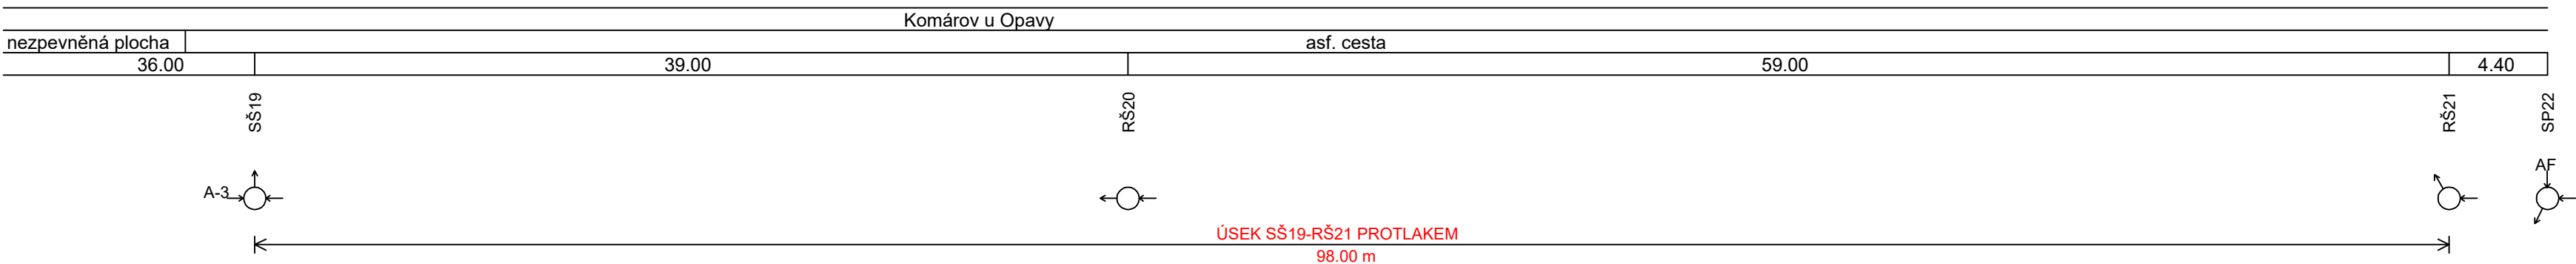 Komárov u Opavy
nezpevněná plocha asf. cesta
36.00 39.00 59.00 4.40
SŠ19 RŠ20 RŠ21 SP22
A-3 AF
ÚSEK SŠ19-RŠ21 PROTLAKEM
98.00 m